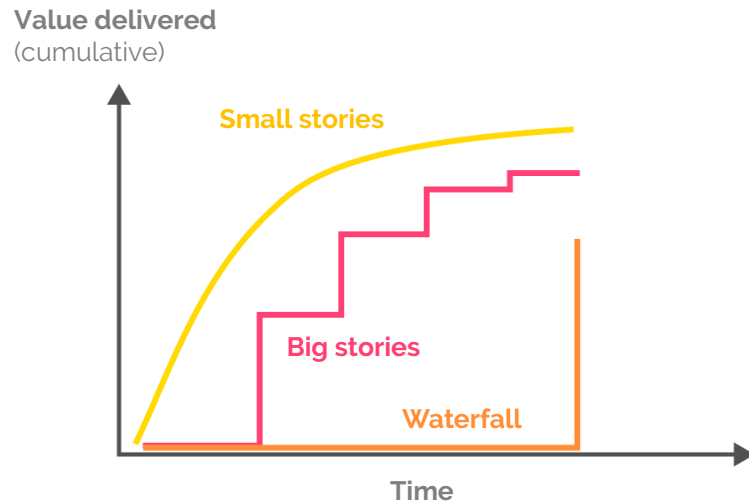 Value delivered
(cumulative)
Small stories
Big stories
Waterfall
Time